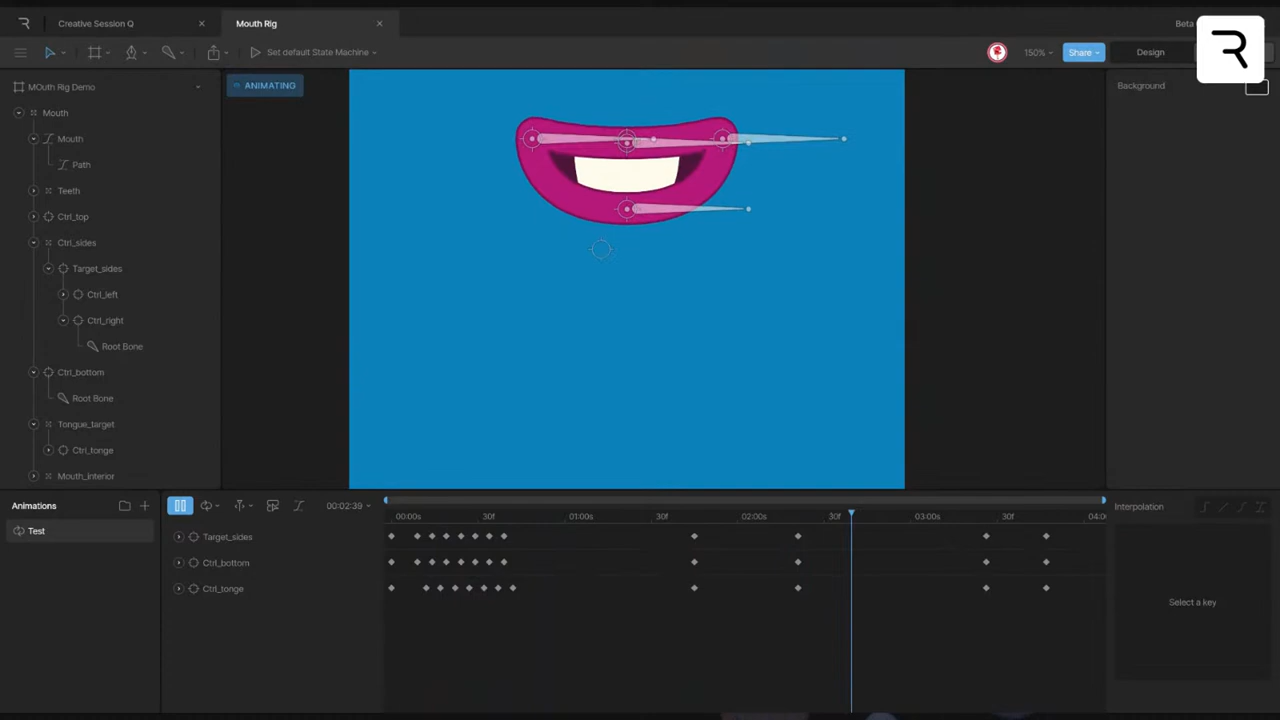 Creative Session Q
Mouth Rig
Beta
Set default State Machine
150%
Share
Design
MOuth Rig Demo
ANIMATING
Background
Mouth
Mouth
Path
Teeth
Ctrl_top
Ctrl_sides
Target_sides
Ctrl_left
Ctrl_right
Root Bone
Ctrl_bottom
Root Bone
Tongue_target
Ctrl_tonge
Mouth_interior
Animations
00:02:39
Interpolation
00:00s 30f 01:00s 30f 02:00s 30f 03:00s 30f 04:0
Test
Target_sides
Ctrl_bottom
Ctrl_tonge
Select a key